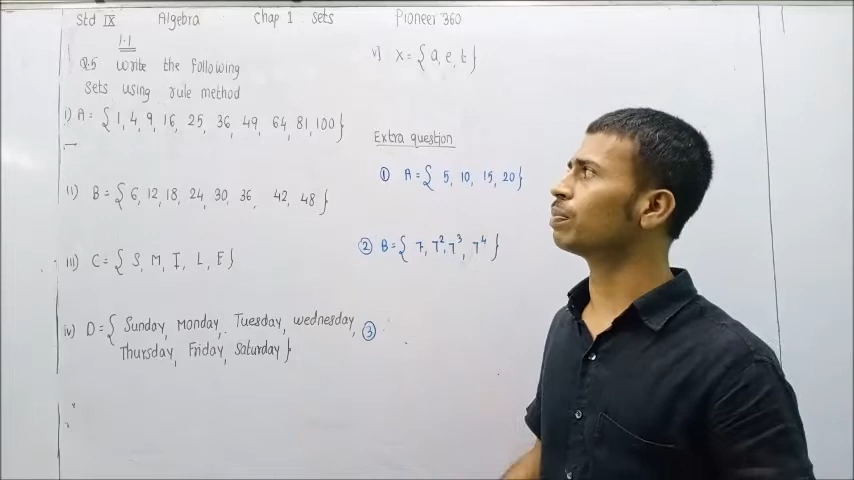 Std IX Algebra Chap 1 Sets Pioneer 360
1.1
Q.5 Write the following
Sets using rule method
i) A = { 1, 4, 9, 16, 25, 36, 49, 64, 81, 100 }
ii) B = { 6, 12, 18, 24, 30, 36, 42, 48 }
iii) C = { S, M, I, L, E }
iv) D = { Sunday, Monday, Tuesday, wednesday,
Thursday, Friday, Saturday }
v) X = { a, e, t }
Extra question
① A = { 5, 10, 15, 20 }
② B = { 7, 7², 7³, 7⁴ }
③